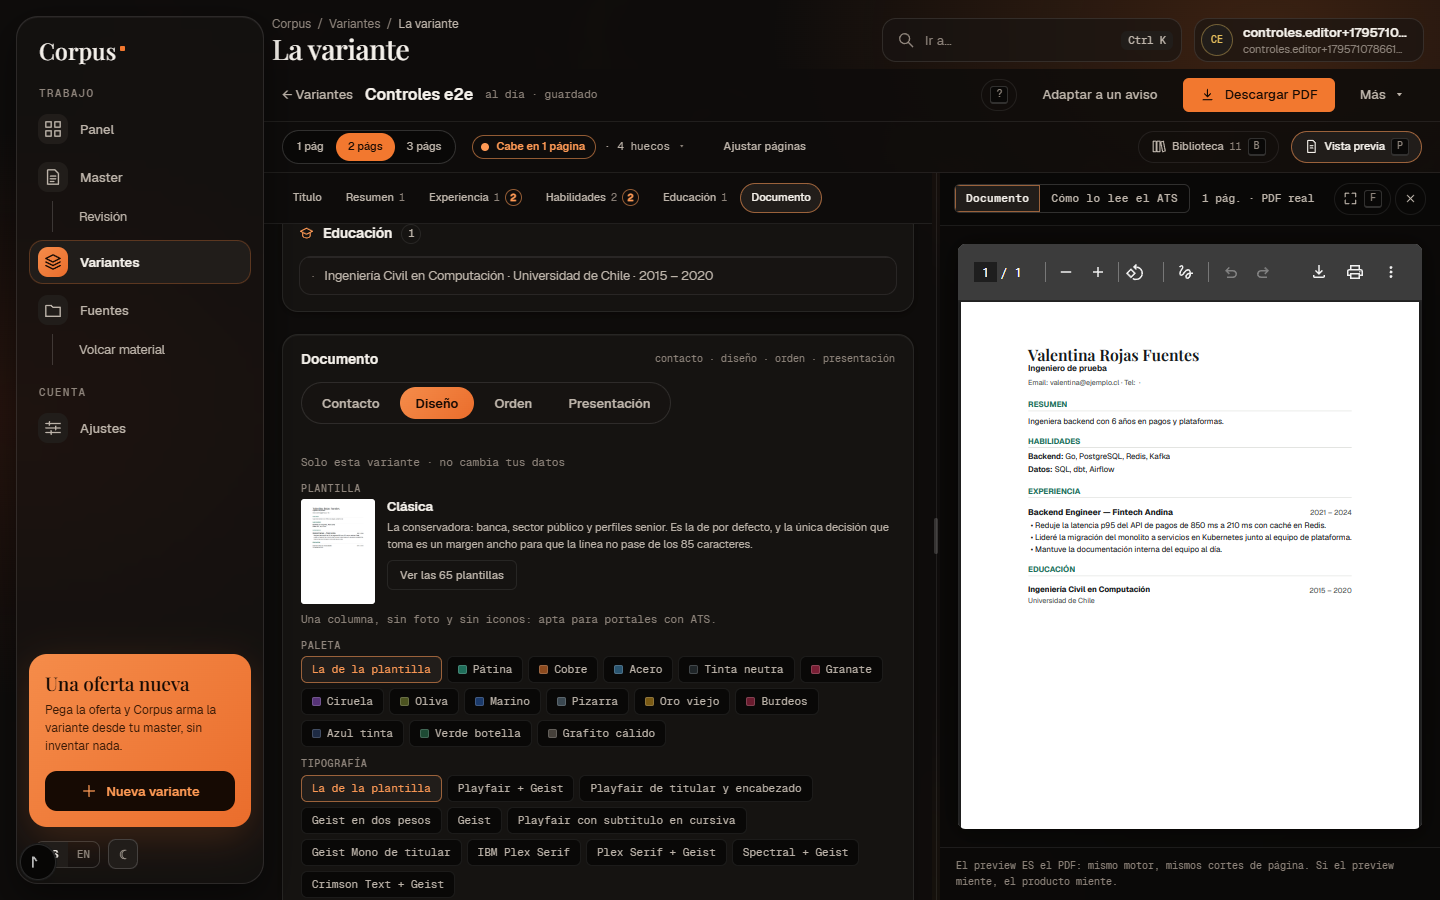 Corpus
TRABAJO
Panel
Master
Revisión
Variantes
Fuentes
Volcar material
CUENTA
Ajustes
Una oferta nueva
Pega la oferta y Corpus arma la
variante desde tu master, sin
inventar nada.
Nueva variante
EN
Corpus / Variantes / La variante
La variante
Ir a...
Ctrl K
CE
controles.editor+1795710...
controles.editor+179571078661...
← Variantes
Controles e2e
al día · guardado
?
Adaptar a un aviso
Descargar PDF
Más
1 pág
2 págs
3 págs
Cabe en 1 página
· 4 huecos
Ajustar páginas
Biblioteca 11 B
Vista previa P
Título
Resumen 1
Experiencia 1 2
Habilidades 2 2
Educación 1
Documento
Educación 1
· Ingeniería Civil en Computación · Universidad de Chile · 2015 – 2020
Documento
contacto · diseño · orden · presentación
Contacto
Diseño
Orden
Presentación
Solo esta variante · no cambia tus datos
PLANTILLA
Clásica
La conservadora: banca, sector público y perfiles senior. Es la de por defecto, y la única decisión que
toma es un margen ancho para que la línea no pase de los 85 caracteres.
Ver las 65 plantillas
Una columna, sin foto y sin iconos: apta para portales con ATS.
PALETA
La de la plantilla
Pátina
Cobre
Acero
Tinta neutra
Granate
Ciruela
Oliva
Marino
Pizarra
Oro viejo
Burdeos
Azul tinta
Verde botella
Grafito cálido
TIPOGRAFÍA
La de la plantilla
Playfair + Geist
Playfair de titular y encabezado
Geist en dos pesos
Geist
Playfair con subtítulo en cursiva
Geist Mono de titular
IBM Plex Serif
Plex Serif + Geist
Spectral + Geist
Crimson Text + Geist
Documento
Cómo lo lee el ATS
1 pág. · PDF real
F
1 / 1
Valentina Rojas Fuentes
Ingeniero de prueba
Email: valentina@ejemplo.cl · Tel: ·
RESUMEN
Ingeniera backend con 6 años en pagos y plataformas.
HABILIDADES
Backend: Go, PostgreSQL, Redis, Kafka
Datos: SQL, dbt, Airflow
EXPERIENCIA
Backend Engineer — Fintech Andina
2021 – 2024
• Reduje la latencia p95 del API de pagos de 850 ms a 210 ms con caché en Redis.
• Lideré la migración del monolito a servicios en Kubernetes junto al equipo de plataforma.
• Mantuve la documentación interna del equipo al día.
EDUCACIÓN
Ingeniería Civil en Computación
2015 – 2020
Universidad de Chile
El preview ES el PDF: mismo motor, mismos cortes de página. Si el preview
miente, el producto miente.